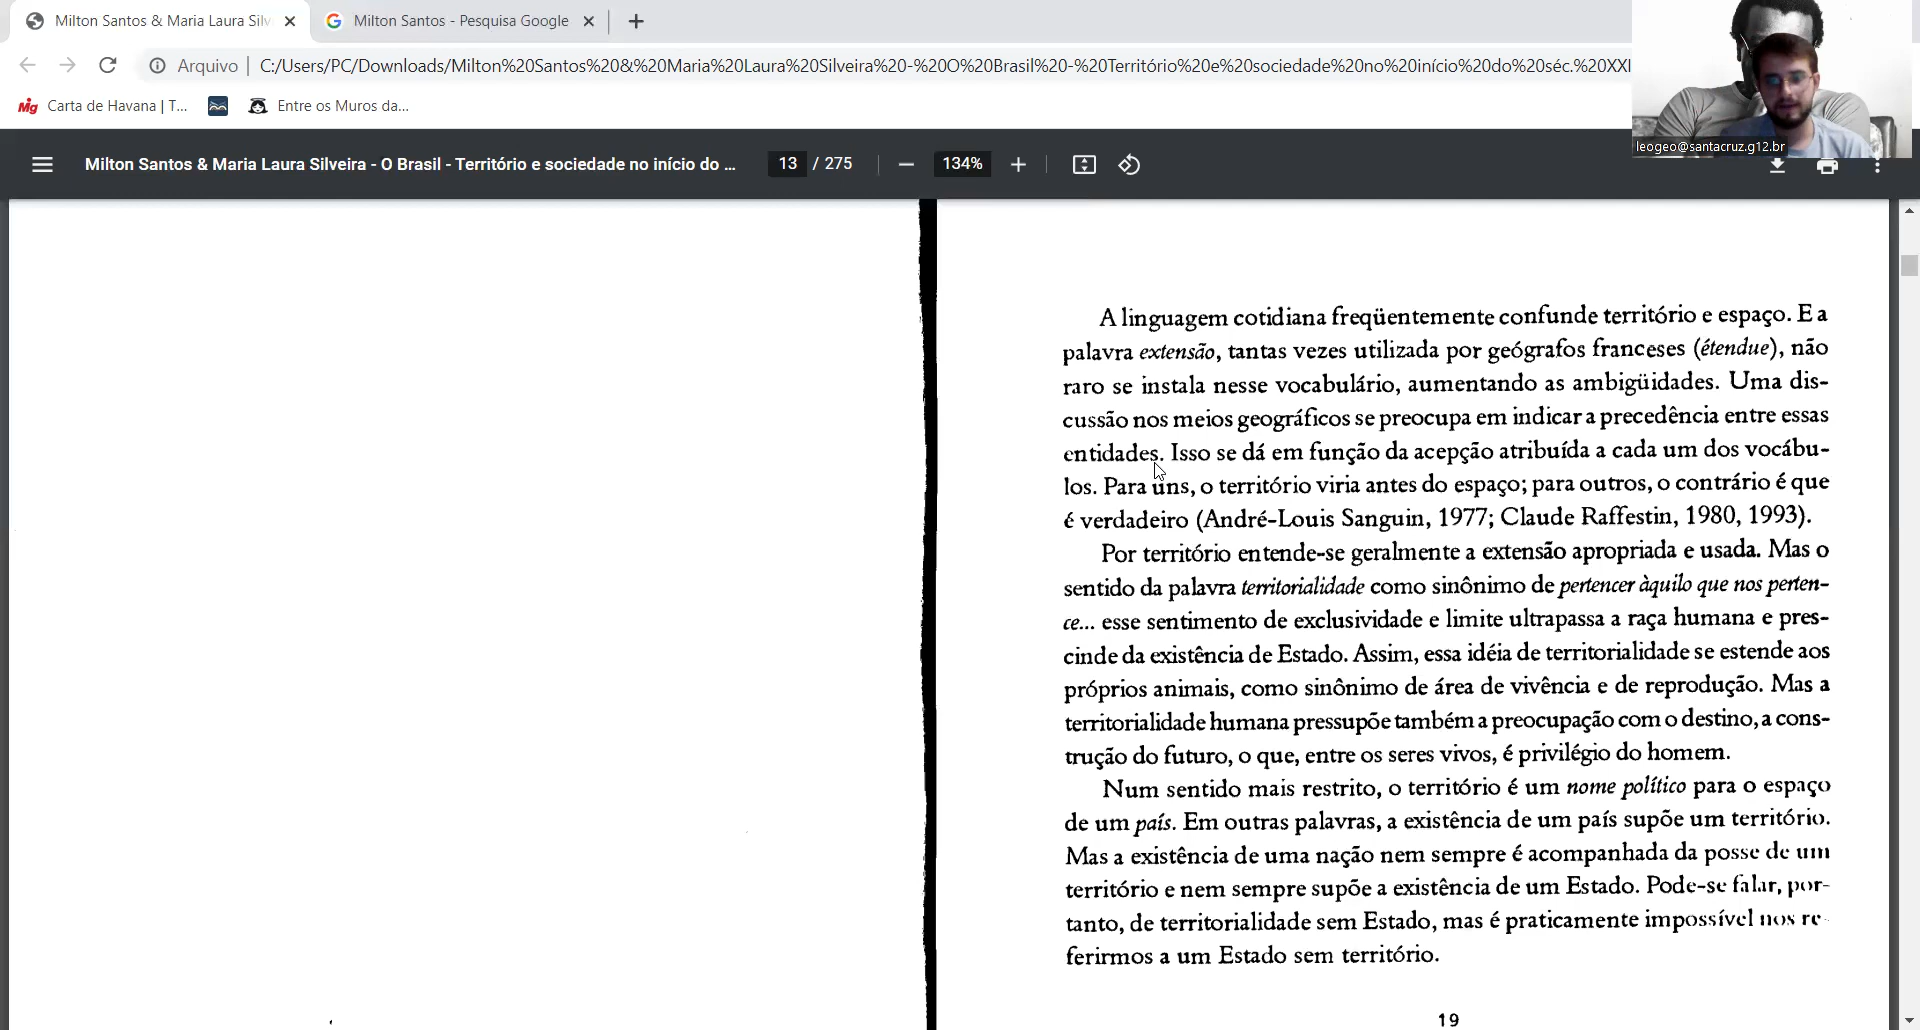 Milton Santos & Maria Laura Silv
Milton Santos - Pesquisa Google
Arquivo
C:/Users/PC/Downloads/Milton%20Santos%20&%20Maria%20Laura%20Silveira%20-%20O%20Brasil%20-%20Território%20e%20sociedade%20no%20início%20do%20séc.%20XXI
Carta de Havana | T...
Entre os Muros da...
leogeo@santacruz.g12.br
Milton Santos & Maria Laura Silveira - O Brasil - Território e sociedade no início do ...
13 / 275
134%
A linguagem cotidiana freqüentemente confunde território e espaço. E a
palavra extensão, tantas vezes utilizada por geógrafos franceses (étendue), não
raro se instala nesse vocabulário, aumentando as ambigüidades. Uma dis-
cussão nos meios geográficos se preocupa em indicar a precedência entre essas
entidades. Isso se dá em função da acepção atribuída a cada um dos vocábu-
los. Para uns, o território viria antes do espaço; para outros, o contrário é que
é verdadeiro (André-Louis Sanguin, 1977; Claude Raffestin, 1980, 1993).
Por território entende-se geralmente a extensão apropriada e usada. Mas o
sentido da palavra territorialidade como sinônimo de pertencer àquilo que nos perten-
ce... esse sentimento de exclusividade e limite ultrapassa a raça humana e pres-
cinde da existência de Estado. Assim, essa idéia de territorialidade se estende aos
próprios animais, como sinônimo de área de vivência e de reprodução. Mas a
territorialidade humana pressupõe também a preocupação com o destino, a cons-
trução do futuro, o que, entre os seres vivos, é privilégio do homem.
Num sentido mais restrito, o território é um nome político para o espaço
de um país. Em outras palavras, a existência de um país supõe um território.
Mas a existência de uma nação nem sempre é acompanhada da posse de um
território e nem sempre supõe a existência de um Estado. Pode-se falar, por-
tanto, de territorialidade sem Estado, mas é praticamente impossível nos re-
ferirmos a um Estado sem território.
19